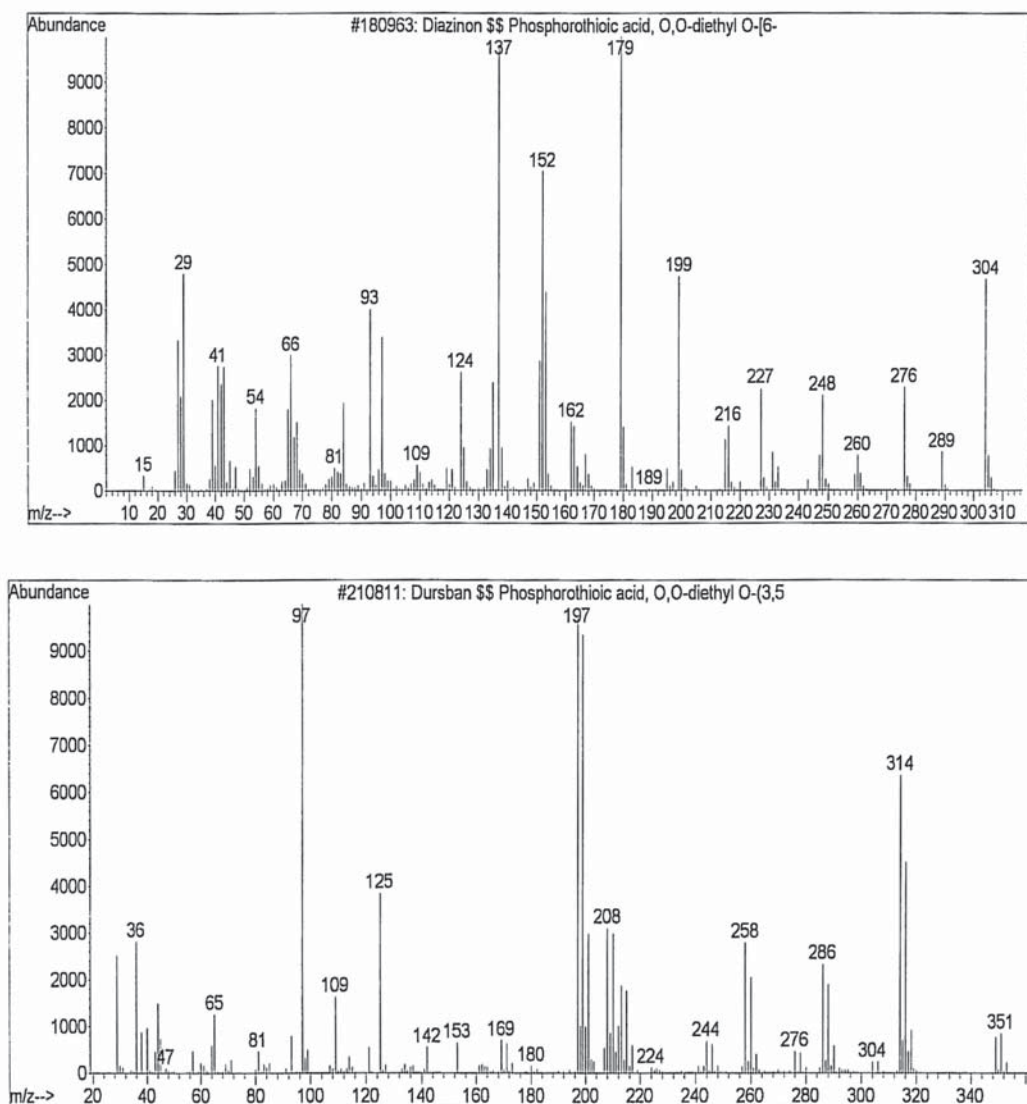 Abundance
#180963: Diazinon $$ Phosphorothioic acid, O,O-diethyl O-[6-
137 179
9000
8000
7000
152
6000
5000
29 199 304
4000
93
3000
41 66 124
2000
54 162 216 227 248 276
1000
15 81 109 189 260 289
0
m/z--> 10 20 30 40 50 60 70 80 90 100 110 120 130 140 150 160 170 180 190 200 210 220 230 240 250 260 270 280 290 300 310
Abundance
#210811: Dursban $$ Phosphorothioic acid, O,O-diethyl O-(3,5
97 197
9000
8000
7000
314
6000
5000
4000
125
3000
36 208 258
2000
109 286
1000
65 81 142 153 169 244 276 351
47 180 224 304
0
20 40 60 80 100 120 140 160 180 200 220 240 260 280 300 320 340
m/z-->